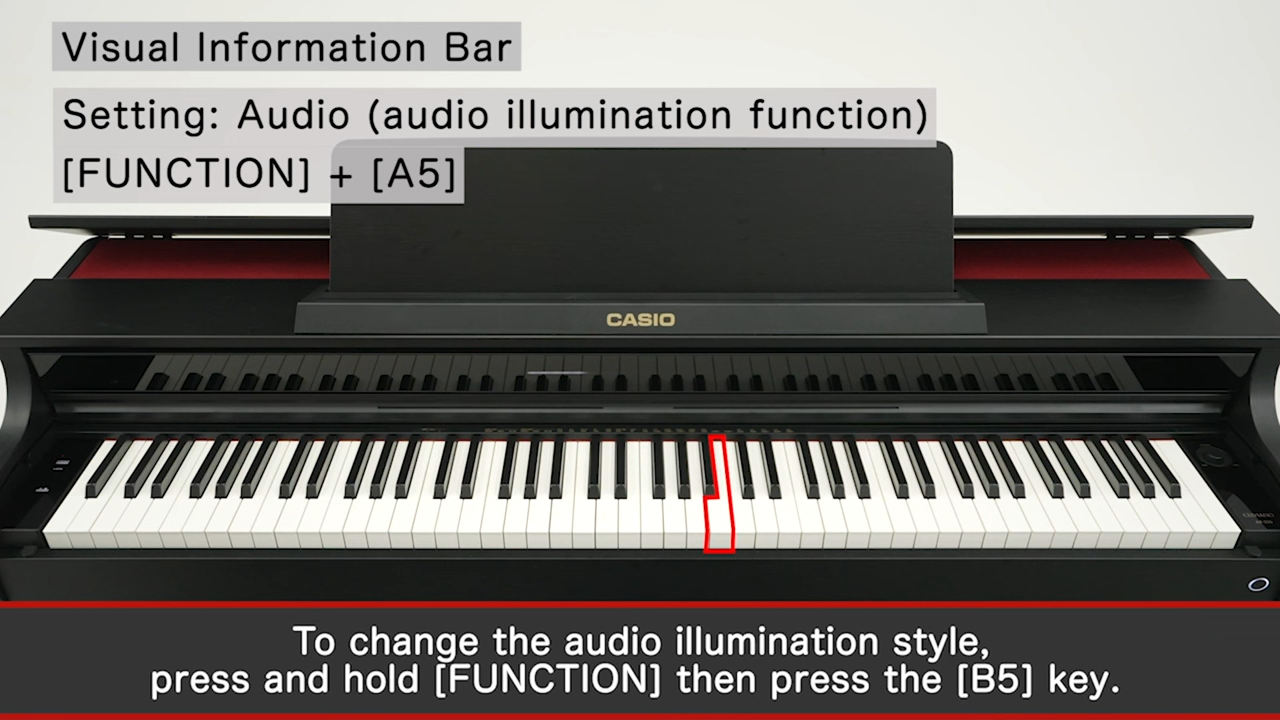 Visual Information Bar
Setting: Audio (audio illumination function)
[FUNCTION] + [A5]
CASIO
To change the audio illumination style,
press and hold [FUNCTION] then press the [B5] key.